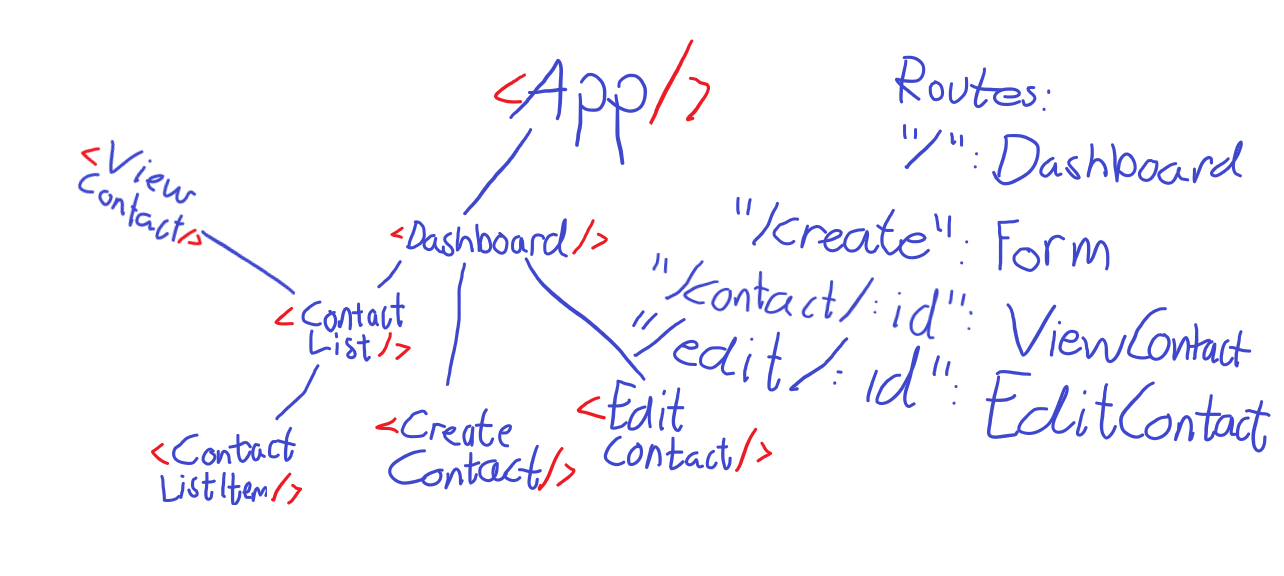 <App/>
<View
Contact/>
<Dashboard/>
<Contact
List/>
<Contact
ListItem/>
<Create
Contact/>
<Edit
Contact/>
Routes:
"/": Dashboard
"/create": Form
"/contact/:id": ViewContact
"/edit/:id": EditContact